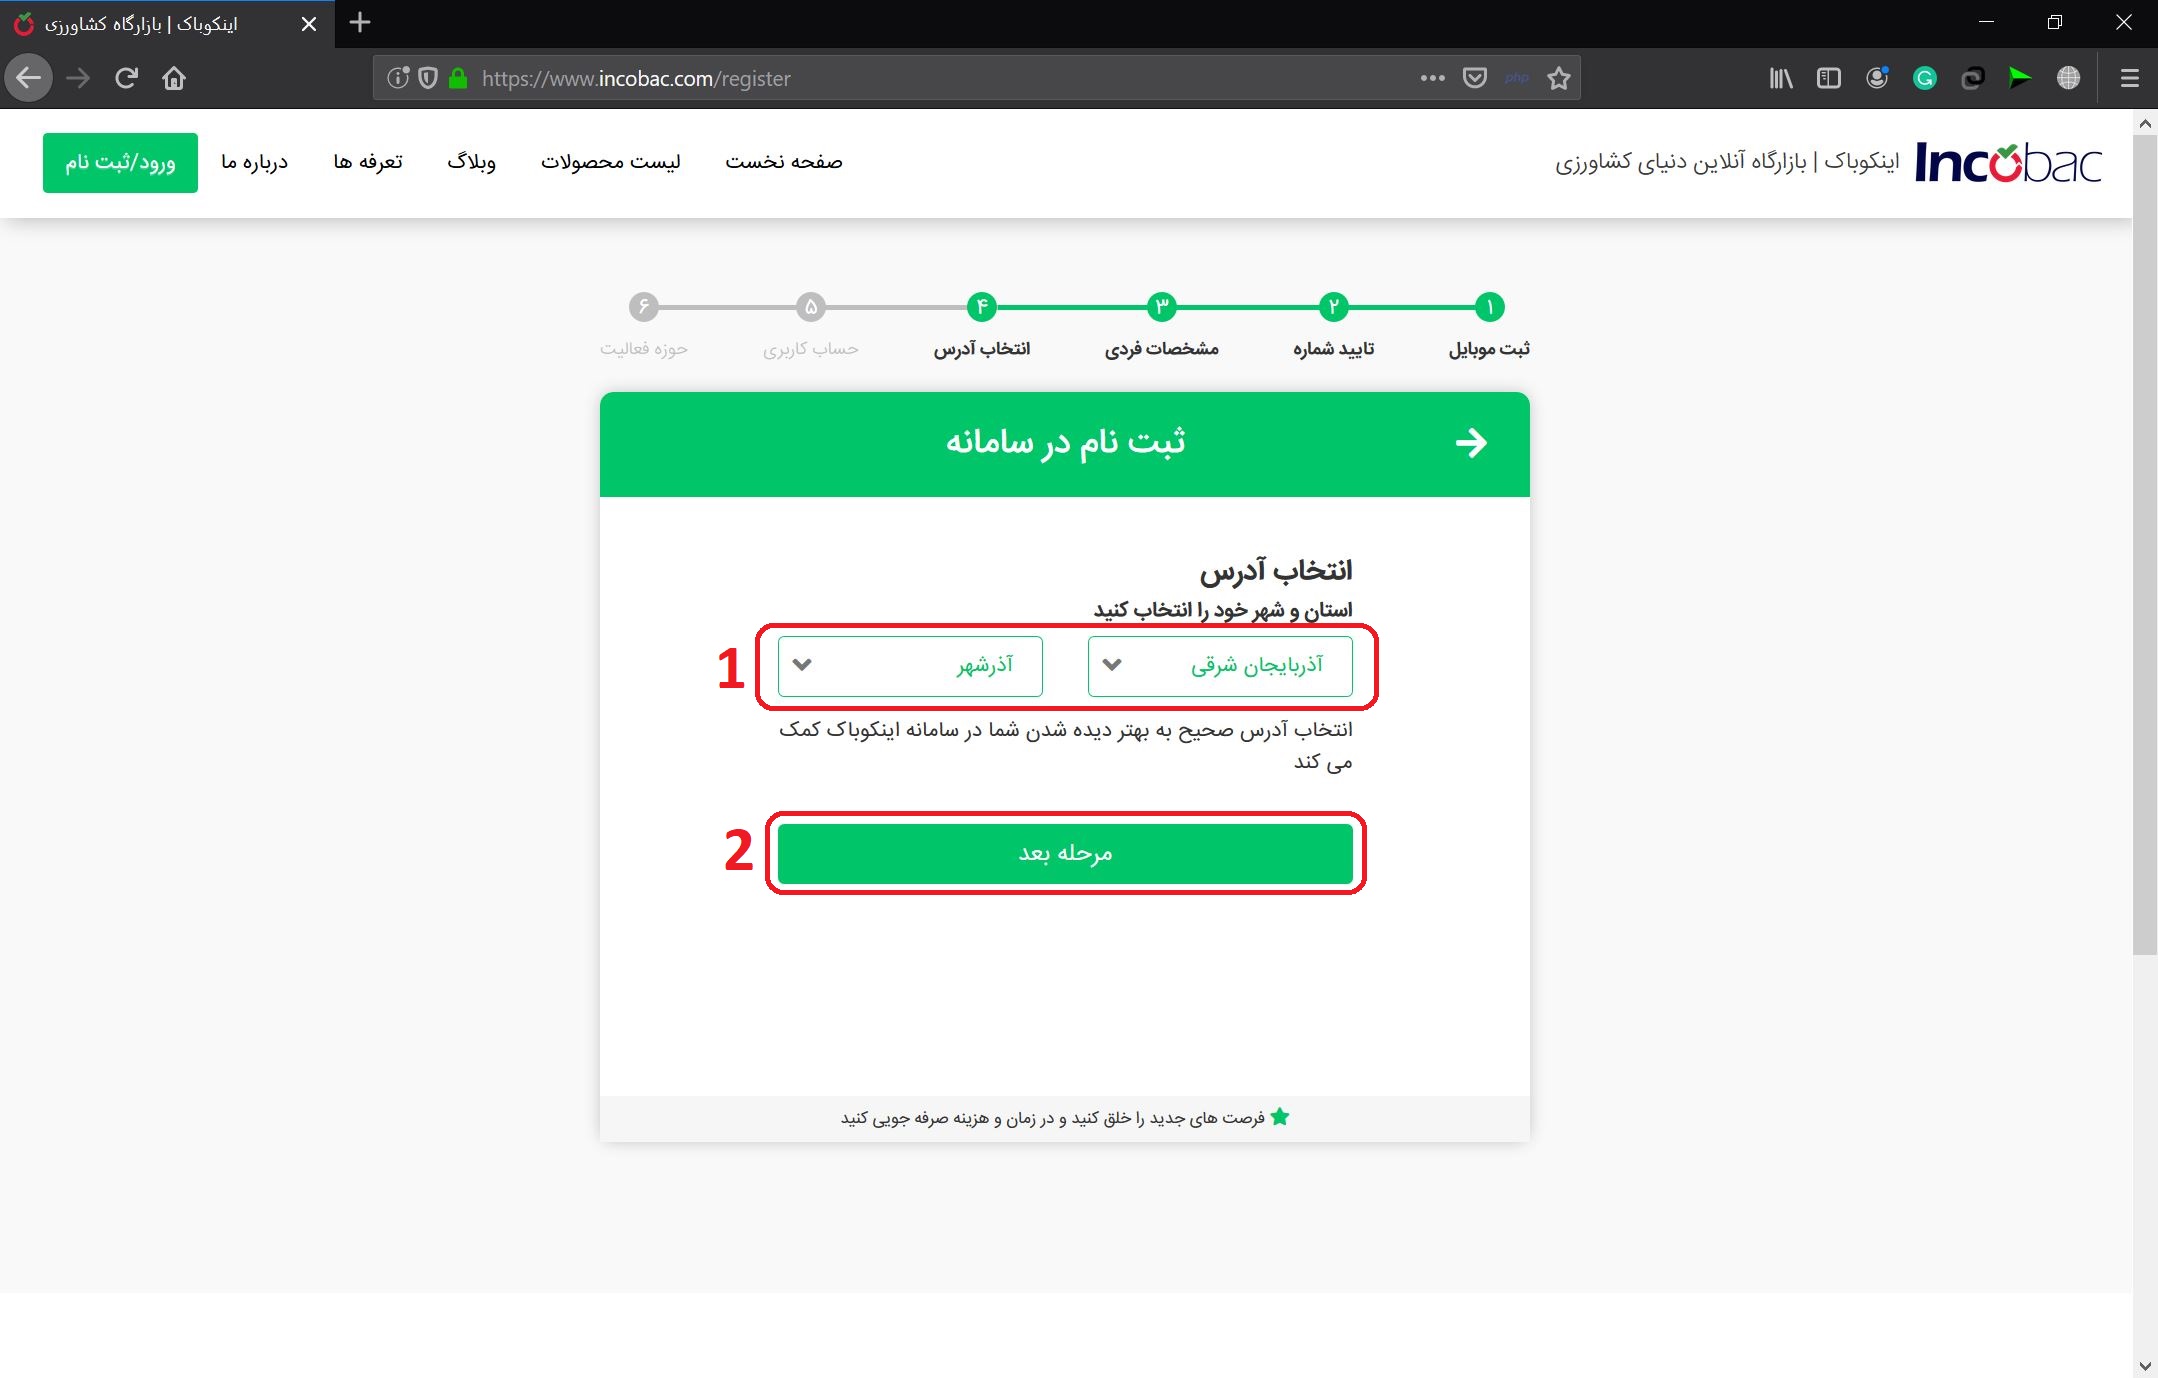 اینکوباک | بازارگاه کشاورزی
https://www.incobac.com/register
php
Incobac
اینکوباک | بازارگاه آنلاین دنیای کشاورزی
صفحه نخست
لیست محصولات
وبلاگ
تعرفه ها
درباره ما
ورود/ثبت نام
۱
۲
۳
۴
۵
۶
ثبت موبایل
تایید شماره
مشخصات فردی
انتخاب آدرس
حساب کاربری
حوزه فعالیت
ثبت نام در سامانه
انتخاب آدرس
استان و شهر خود را انتخاب کنید
1
آذربایجان شرقی
آذرشهر
انتخاب آدرس صحیح به بهتر دیده شدن شما در سامانه اینکوباک کمک
می کند
2
مرحله بعد
فرصت های جدید را خلق کنید و در زمان و هزینه صرفه جویی کنید